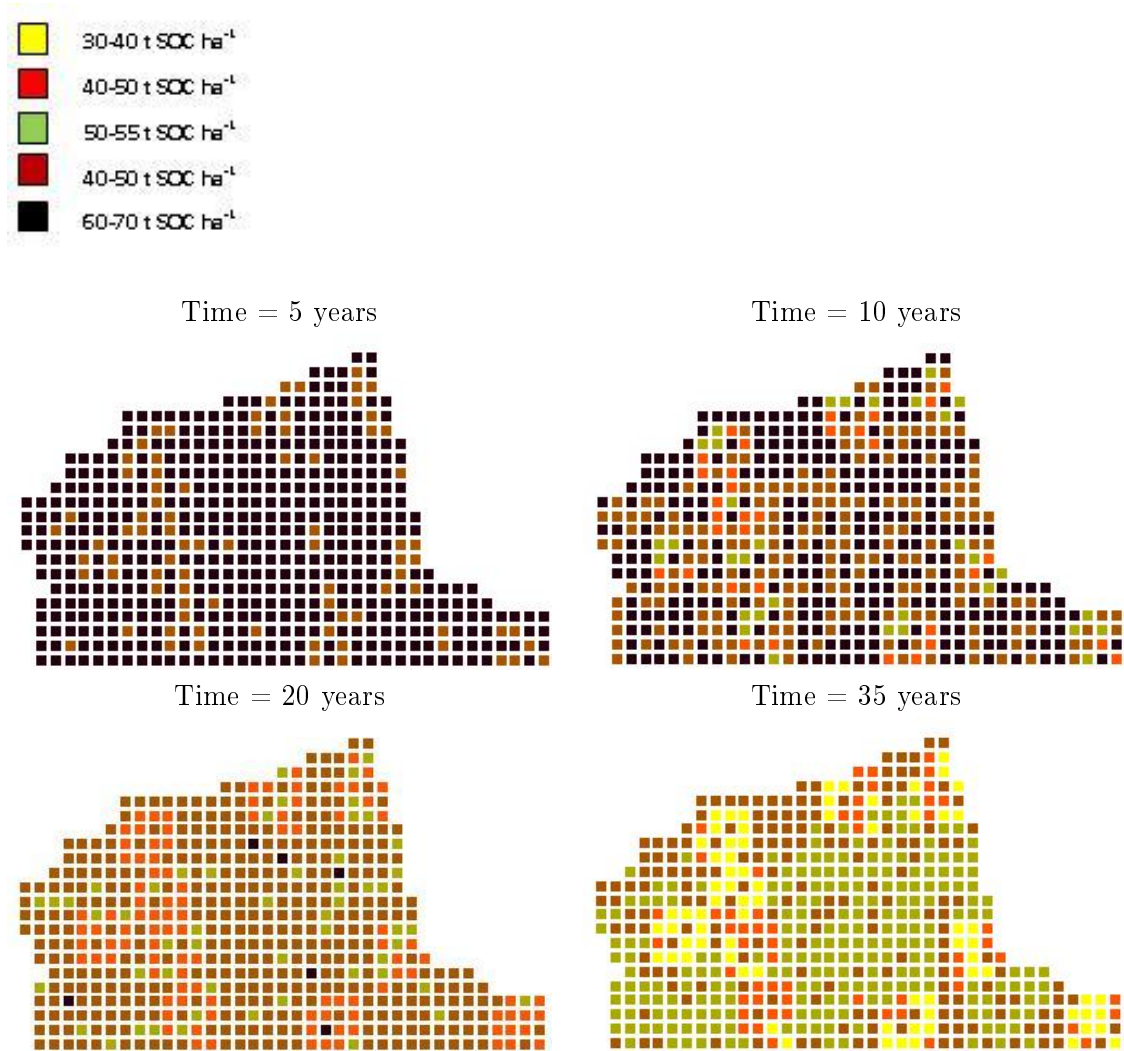 30-40 t SOC ha⁻¹
40-50 t SOC ha⁻¹
50-55 t SOC ha⁻¹
40-50 t SOC ha⁻¹
60-70 t SOC ha⁻¹
Time = 5 years
Time = 10 years
Time = 20 years
Time = 35 years